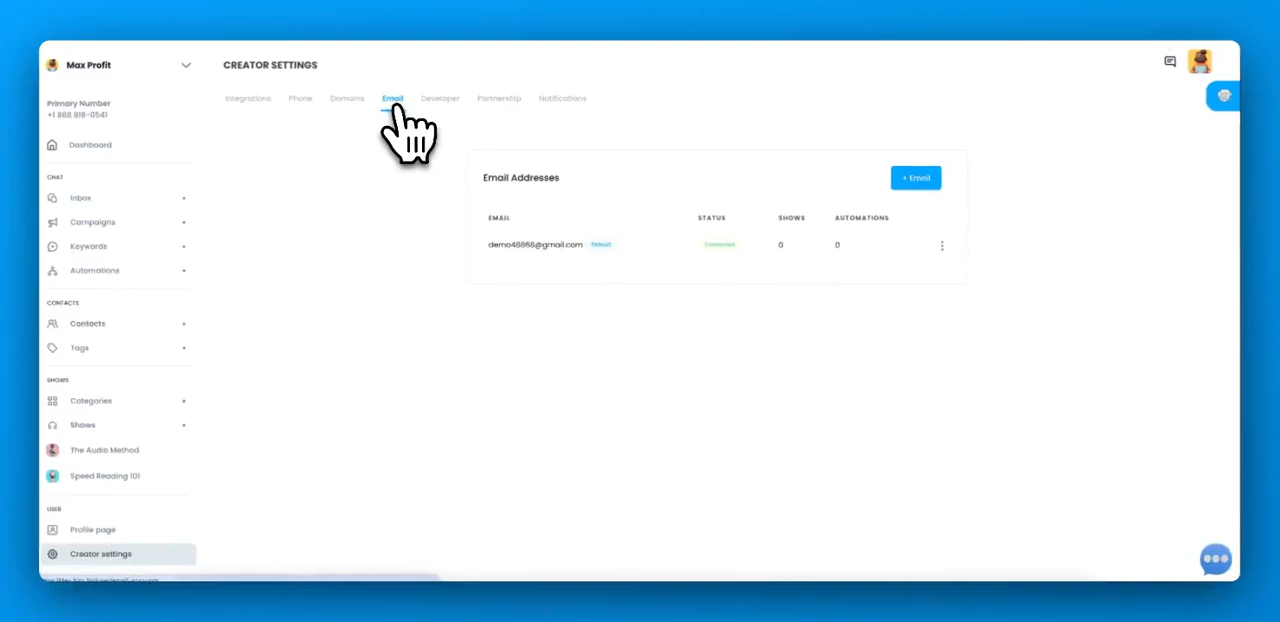 Max Profit
CREATOR SETTINGS
Primary Number
+1 888 818-0541
Integrations Phone Domains Email Developer Partnership Notifications
Dashboard
CHAT
Inbox
Campaigns
Keywords
Automations
CONTACTS
Contacts
Tags
SHOWS
Categories
Shows
The Audio Method
Speed Reading 101
USER
Profile page
Creator settings
Email Addresses
+ Email
EMAIL STATUS SHOWS AUTOMATIONS
demo48868@gmail.com Default Connected 0 0